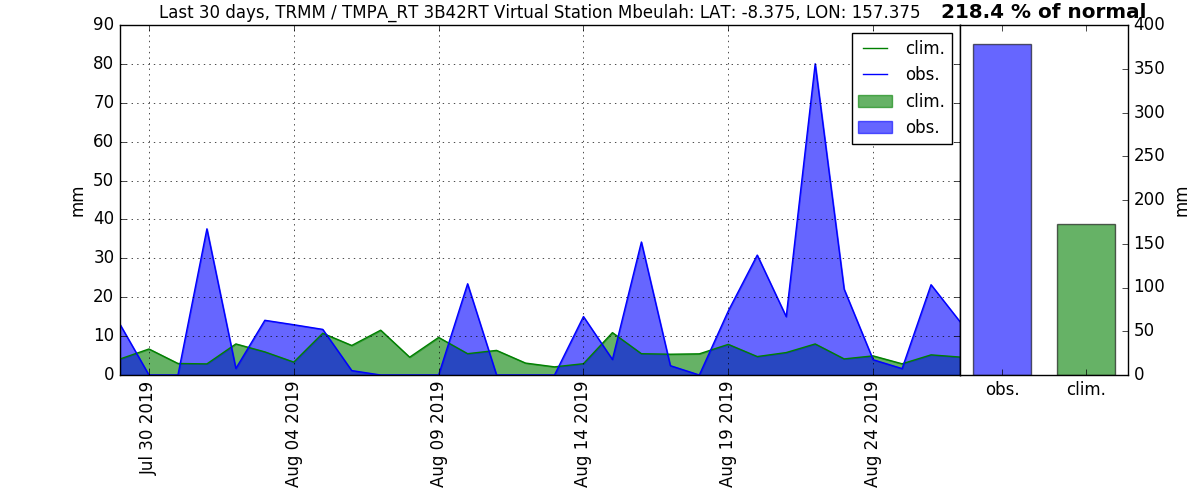 Last 30 days, TRMM / TMPA_RT 3B42RT Virtual Station Mbeulah: LAT: -8.375, LON: 157.375
218.4 % of normal
clim.
obs.
clim.
obs.
90
80
70
60
50
40
30
20
10
0
mm
Jul 30 2019
Aug 04 2019
Aug 09 2019
Aug 14 2019
Aug 19 2019
Aug 24 2019
400
350
300
250
200
150
100
50
0
mm
obs.
clim.